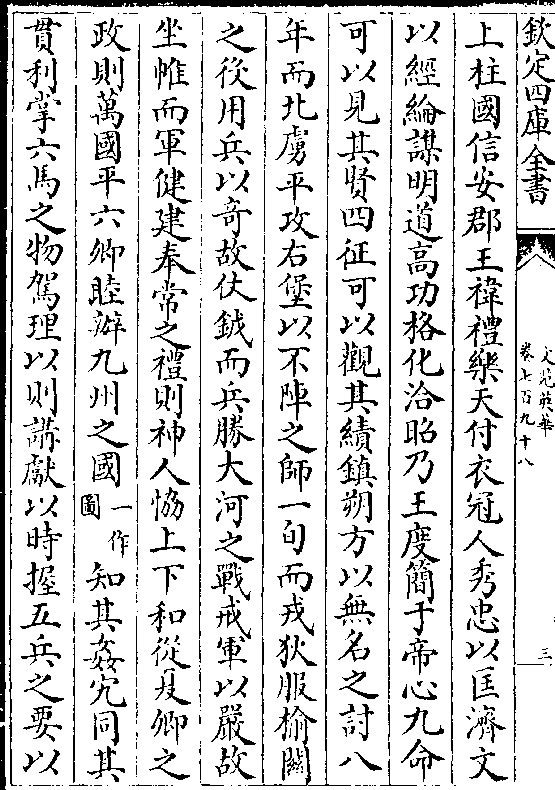 欽定四庫全書
文苑英華
卷七百九十八
三
上柱國信安郡王褘禮樂天付衣冠人秀忠以匡濟文
以經綸謀明道高功格化洽昭乃王度簡于帝心九命
可以見其賢四征可以觀其績鎮朔方以無名之討八
年而北虜平攻右堡以不陣之師一旬而戎狄服榆關
之後用兵以竒故仗鉞而兵勝大河之戰戒軍以嚴故
坐帷而軍健建奉常之禮則神人恊上下和從夏卿之
政則萬國平六卿睦辧九州之國一作圖知其姦宄同其
貫利掌六馬之物駕理以則講獻以時握五兵之要以